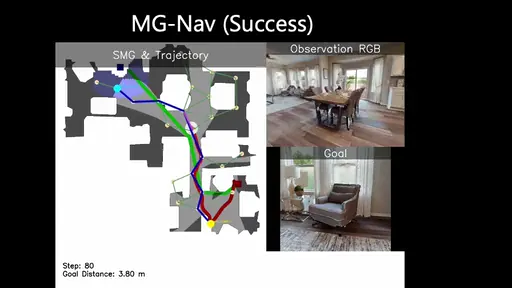 MG-Nav (Success)
SMG & Trajectory
Observation RGB
Goal
Step: 80
Goal Distance: 3.80 m